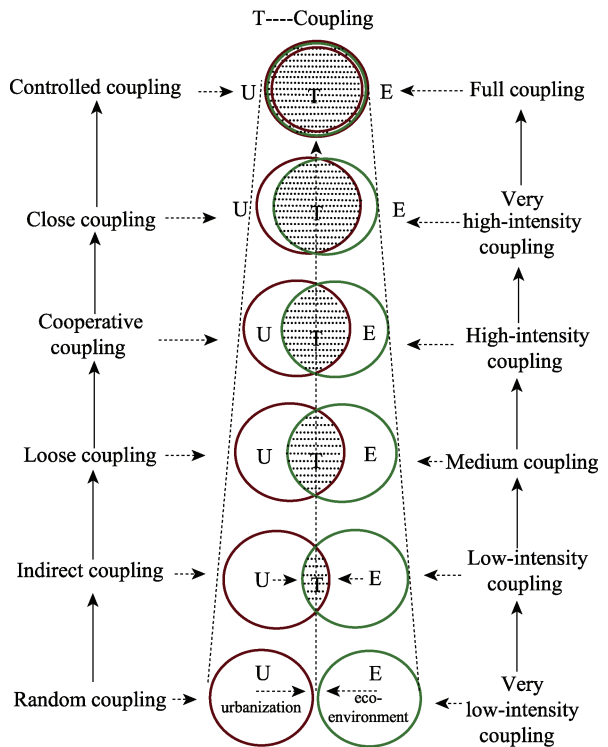 T----Coupling
Controlled coupling
U
T
E
Full coupling
Close coupling
U
T
E
Very
high-intensity
coupling
Cooperative
coupling
U
T
E
High-intensity
coupling
Loose coupling
U
T
E
Medium coupling
Indirect coupling
U
T
E
Low-intensity
coupling
Random coupling
U
urbanization
E
eco-
environment
Very
low-intensity
coupling